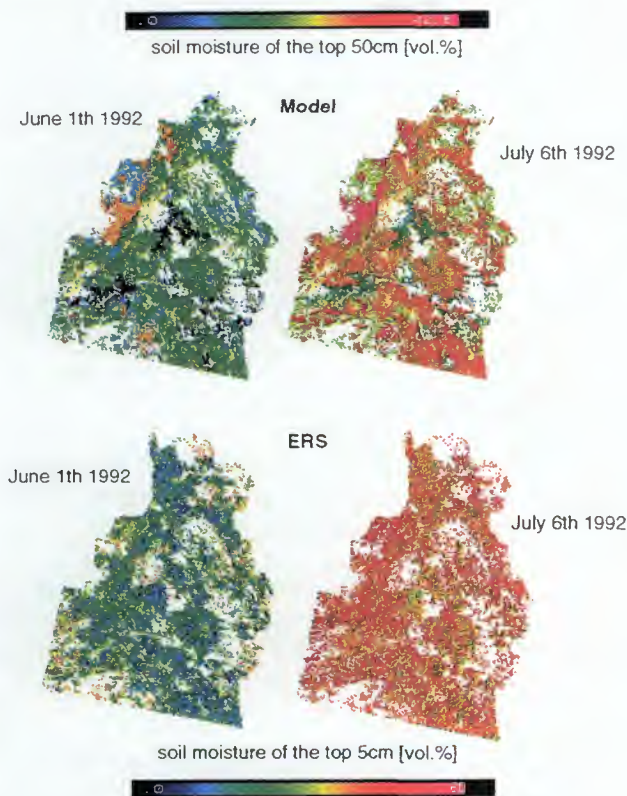 soil moisture of the top 50cm [vol.%]
Model
June 1th 1992
July 6th 1992
ERS
June 1th 1992
July 6th 1992
soil moisture of the top 5cm [vol.%]